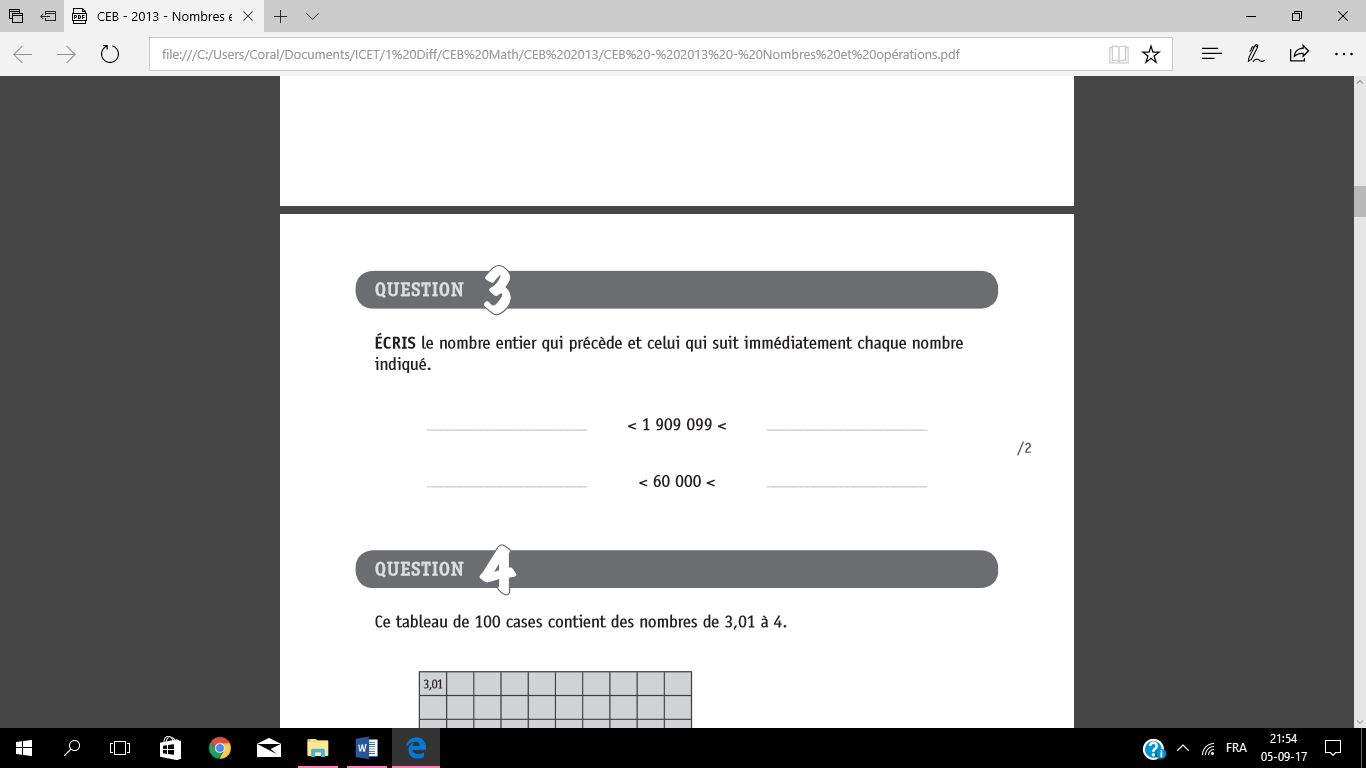 CEB - 2013 - Nombres e
file:///C:/Users/Coral/Documents/ICET/1%20Diff/CEB%20Math/CEB%202013/CEB%20-%202013%20-%20Nombres%20et%20opérations.pdf
QUESTION 3
ÉCRIS le nombre entier qui précède et celui qui suit immédiatement chaque nombre
indiqué.
< 1 909 099 <
/2
< 60 000 <
QUESTION 4
Ce tableau de 100 cases contient des nombres de 3,01 à 4.
3,01
FRA
21:54
05-09-17